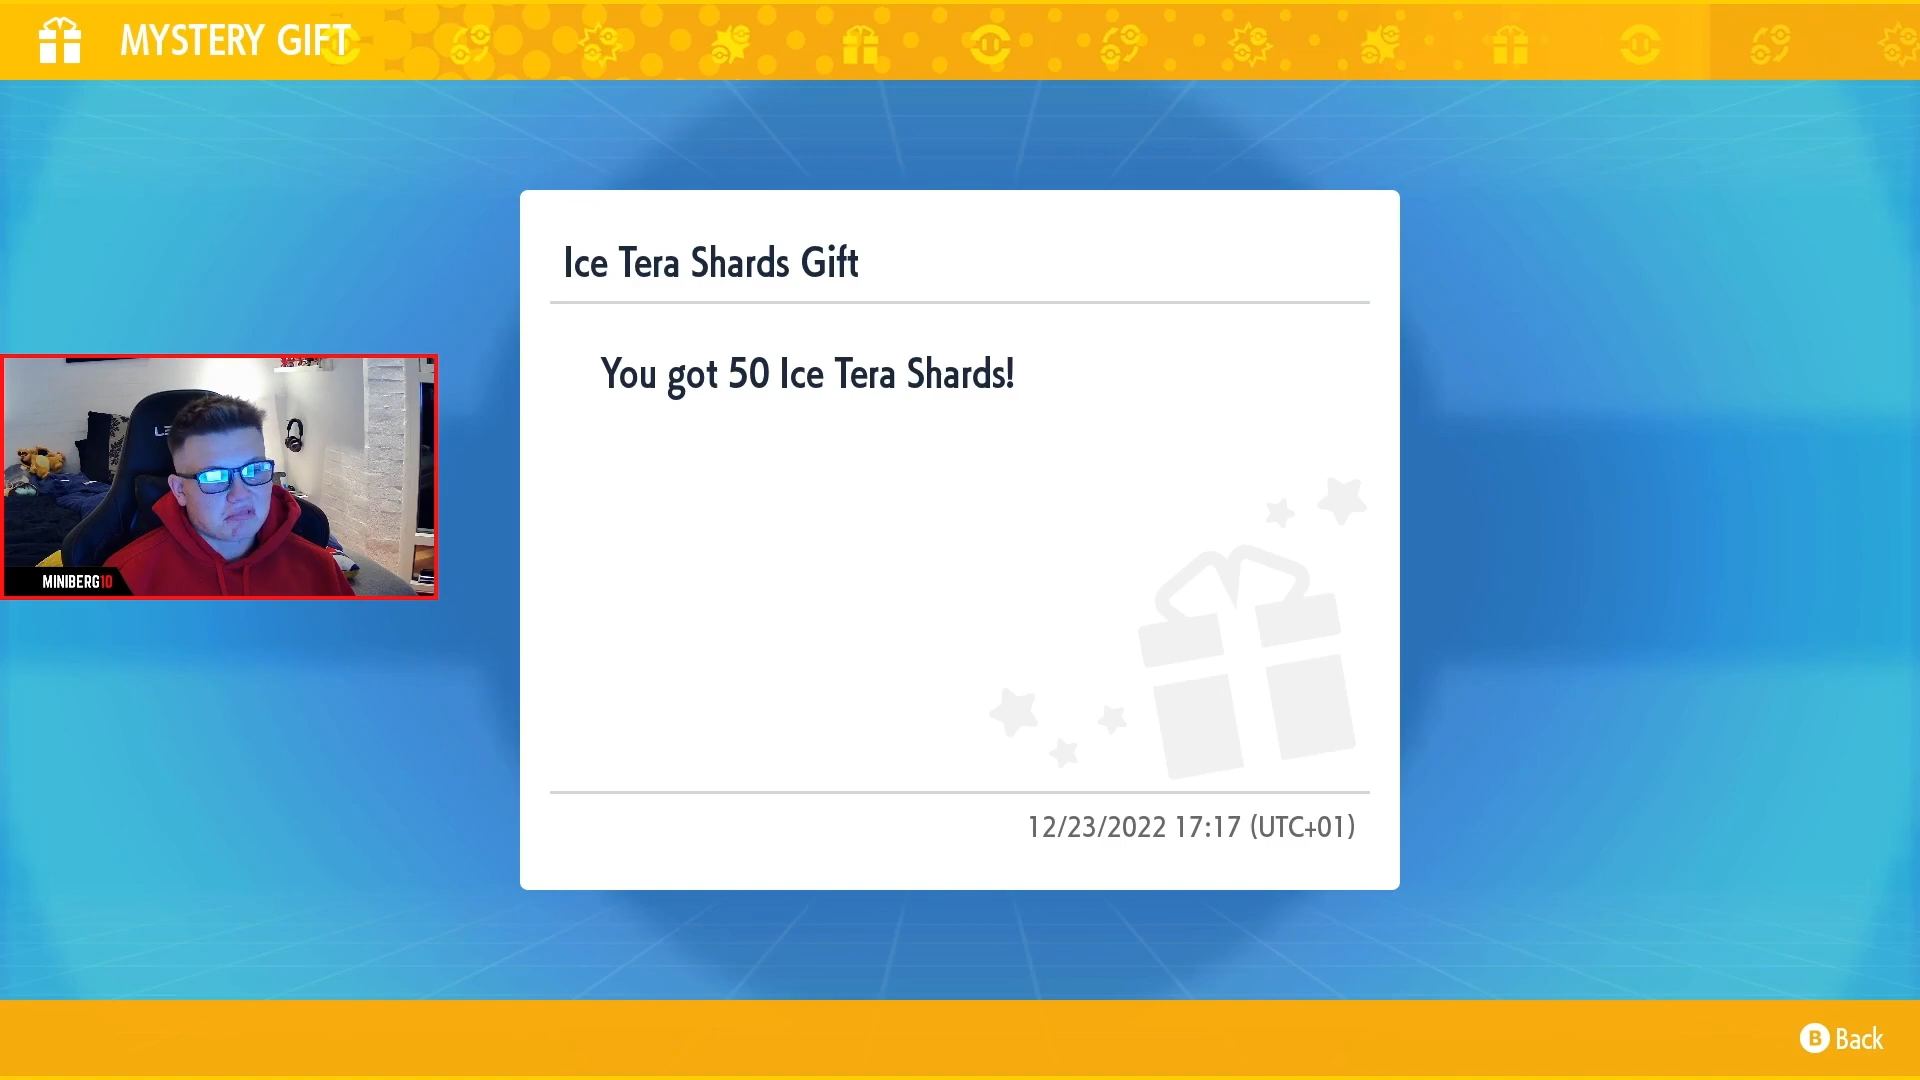 MYSTERY GIFT
Ice Tera Shards Gift
You got 50 Ice Tera Shards!
MINIBERG10
12/23/2022 17:17 (UTC+01)
B Back